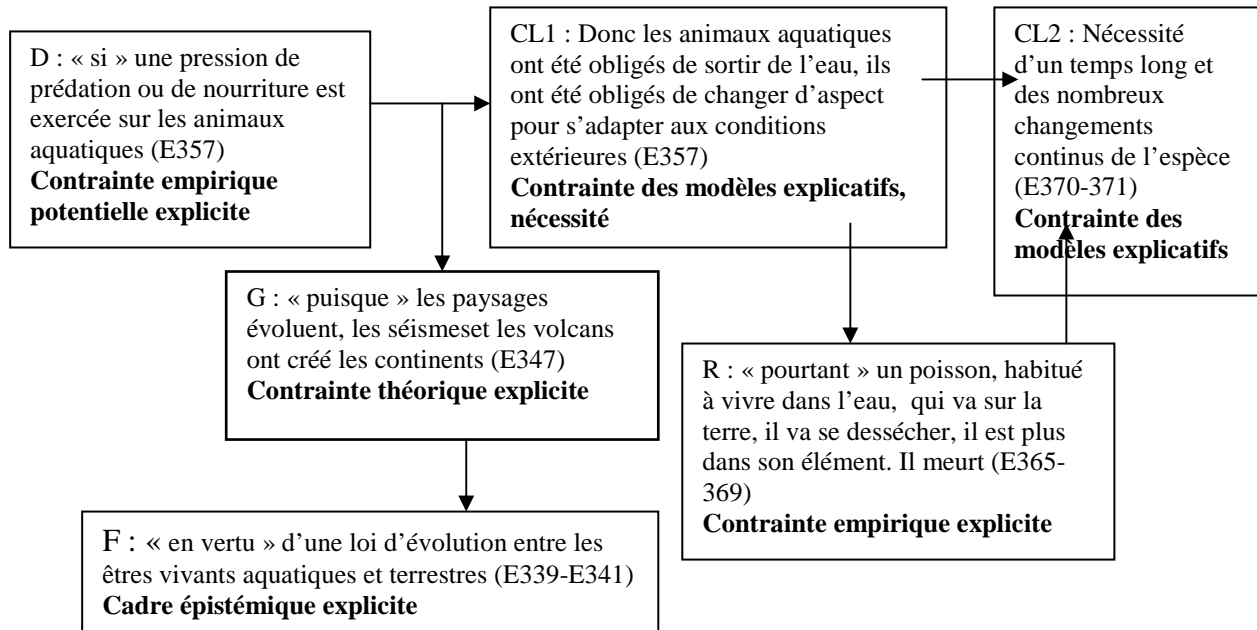 D : « si » une pression de
prédation ou de nourriture est
exercée sur les animaux
aquatiques (E357)
Contrainte empirique
potentielle explicite
CL1 : Donc les animaux aquatiques
ont été obligés de sortir de l’eau, ils
ont été obligés de changer d’aspect
pour s’adapter aux conditions
extérieures (E357)
Contrainte des modèles explicatifs,
nécessité
CL2 : Nécessité
d’un temps long et
des nombreux
changements
continus de l’espèce
(E370-371)
Contrainte des
modèles explicatifs
G : « puisque » les paysages
évoluent, les séismeset les volcans
ont créé les continents (E347)
Contrainte théorique explicite
R : « pourtant » un poisson, habitué
à vivre dans l’eau, qui va sur la
terre, il va se dessécher, il est plus
dans son élément. Il meurt (E365-
369)
Contrainte empirique explicite
F : « en vertu » d’une loi d’évolution entre les
êtres vivants aquatiques et terrestres (E339-E341)
Cadre épistémique explicite